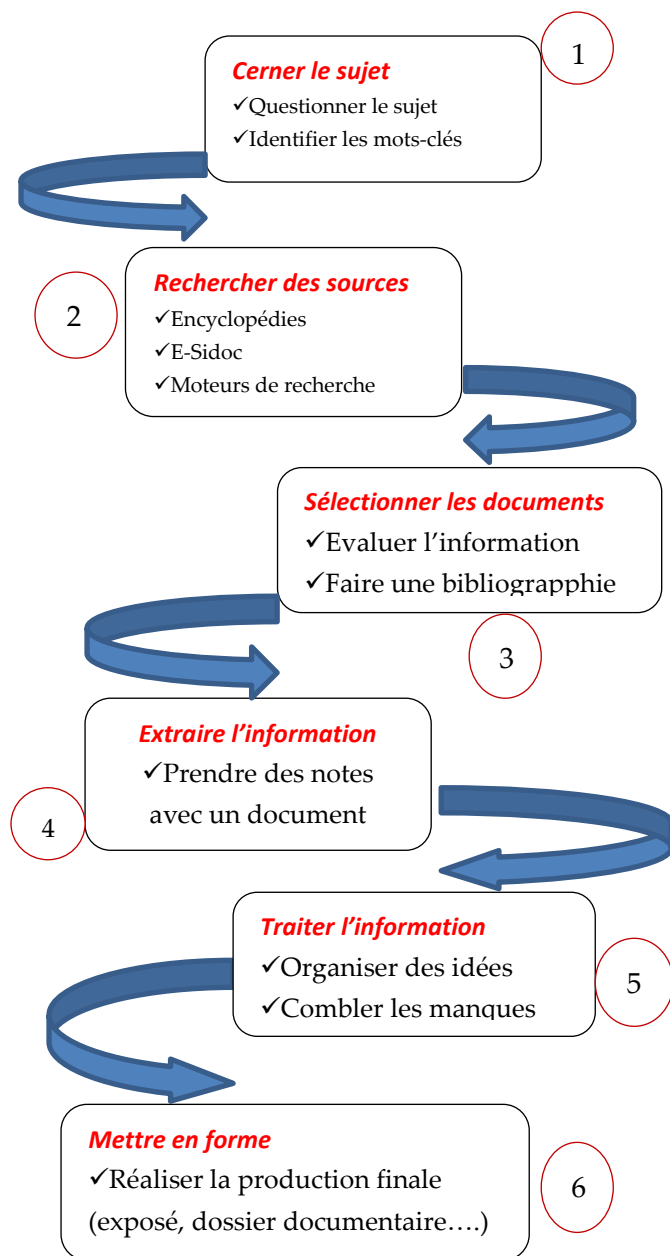 1
Cerner le sujet
✓Questionner le sujet
✓Identifier les mots-clés
2
Rechercher des sources
✓Encyclopédies
✓E-Sidoc
✓Moteurs de recherche
Sélectionner les documents
✓Evaluer l’information
✓Faire une bibliograpphie
3
Extraire l’information
✓Prendre des notes
avec un document
4
Traiter l’information
✓Organiser des idées
✓Combler les manques
5
Mettre en forme
✓Réaliser la production finale
(exposé, dossier documentaire….)
6